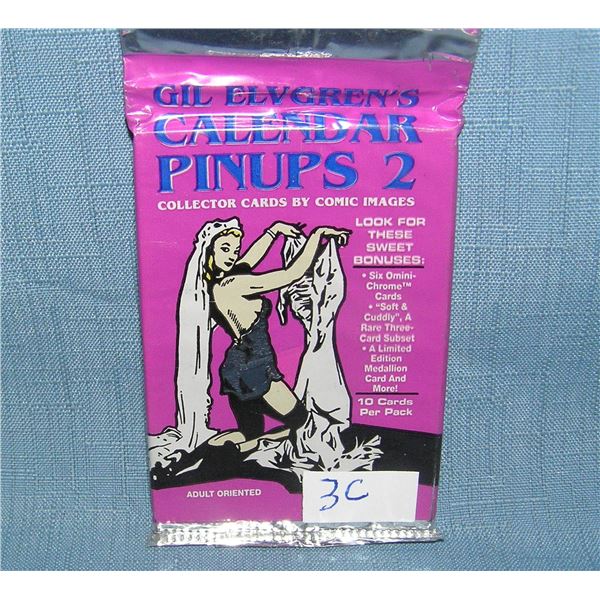 GIL ELVGREN'S
CALENDAR
PINUPS 2
COLLECTOR CARDS BY COMIC IMAGES
LOOK FOR
THESE
SWEET
BONUSES:
• Six Omini-
Chrome™
Cards
• "Soft &
Cuddly", A
Rare Three-
Card Subset
• A Limited
Edition
Medallion
Card And
More!
10 Cards
Per Pack
ADULT ORIENTED
3C